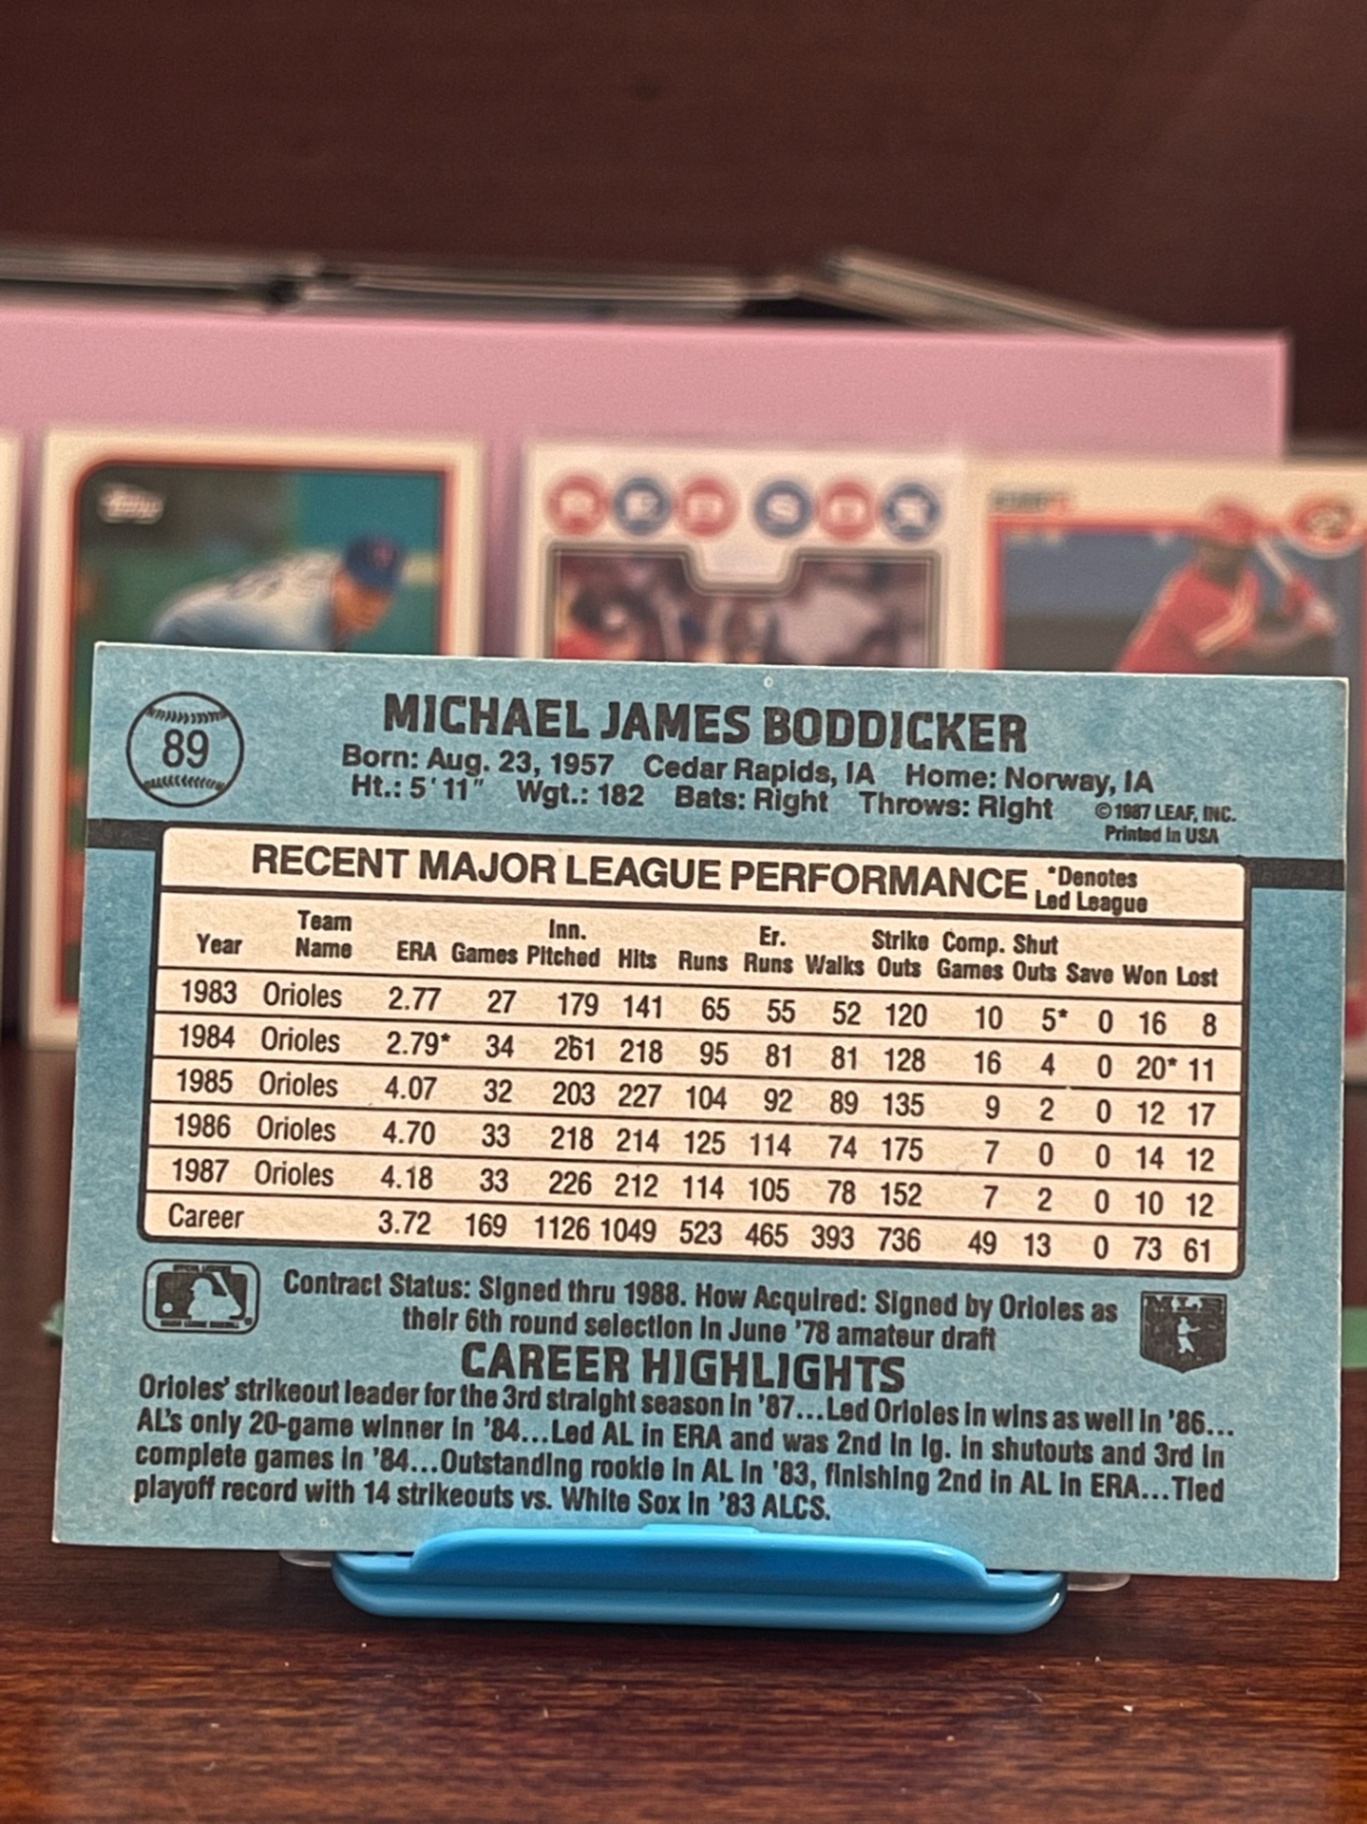 Topps
RED SOX
89
MICHAEL JAMES BODDICKER
Born: Aug. 23, 1957 Cedar Rapids, IA Home: Norway, IA
Ht.: 5'11" Wgt.: 182 Bats: Right Throws: Right ©1987 LEAF, INC.
Printed in USA
RECENT MAJOR LEAGUE PERFORMANCE *Denotes Led League
Year Team Name ERA Games Inn. Pitched Hits Runs Er. Runs Walks Strike Outs Comp. Games Shut Outs Save Won Lost
1983 Orioles 2.77 27 179 141 65 55 52 120 10 5* 0 16 8
1984 Orioles 2.79* 34 261 218 95 81 81 128 16 4 0 20* 11
1985 Orioles 4.07 32 203 227 104 92 89 135 9 2 0 12 17
1986 Orioles 4.70 33 218 214 125 114 74 175 7 0 0 14 12
1987 Orioles 4.18 33 226 212 114 105 78 152 7 2 0 10 12
Career 3.72 169 1126 1049 523 465 393 736 49 13 0 73 61
Contract Status: Signed thru 1988. How Acquired: Signed by Orioles as
their 6th round selection in June '78 amateur draft
MLB
CAREER HIGHLIGHTS
Orioles' strikeout leader for the 3rd straight season in '87...Led Orioles in wins as well in '86...
AL's only 20-game winner in '84...Led AL in ERA and was 2nd in lg. in shutouts and 3rd in
complete games in '84...Outstanding rookie in AL in '83, finishing 2nd in AL in ERA...Tied
playoff record with 14 strikeouts vs. White Sox in '83 ALCS.